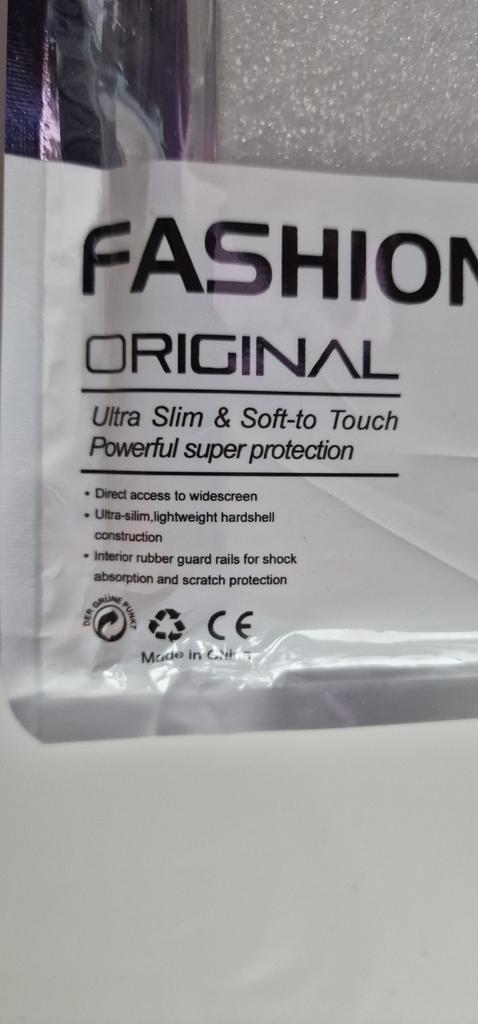 FASHION
ORIGINAL
Ultra Slim & Soft-to Touch
Powerful super protection
• Direct access to widescreen
• Ultra-silim,lightweight hardshell
construction
• Interior rubber guard rails for shock
absorption and scratch protection
DER GRÜNE PUNKT
CE
Made in China